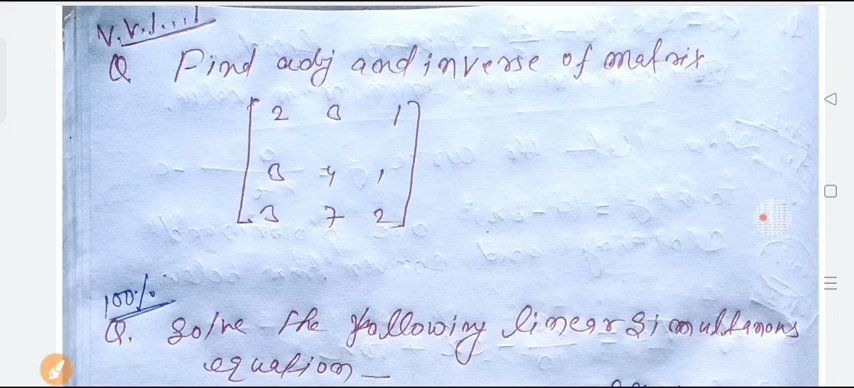 V.V.I...!
Q Find adj and inverse of matrix
2 3 1
3 4 1
3 7 2
100%
Q. Solve the following linear simultanous
equation —